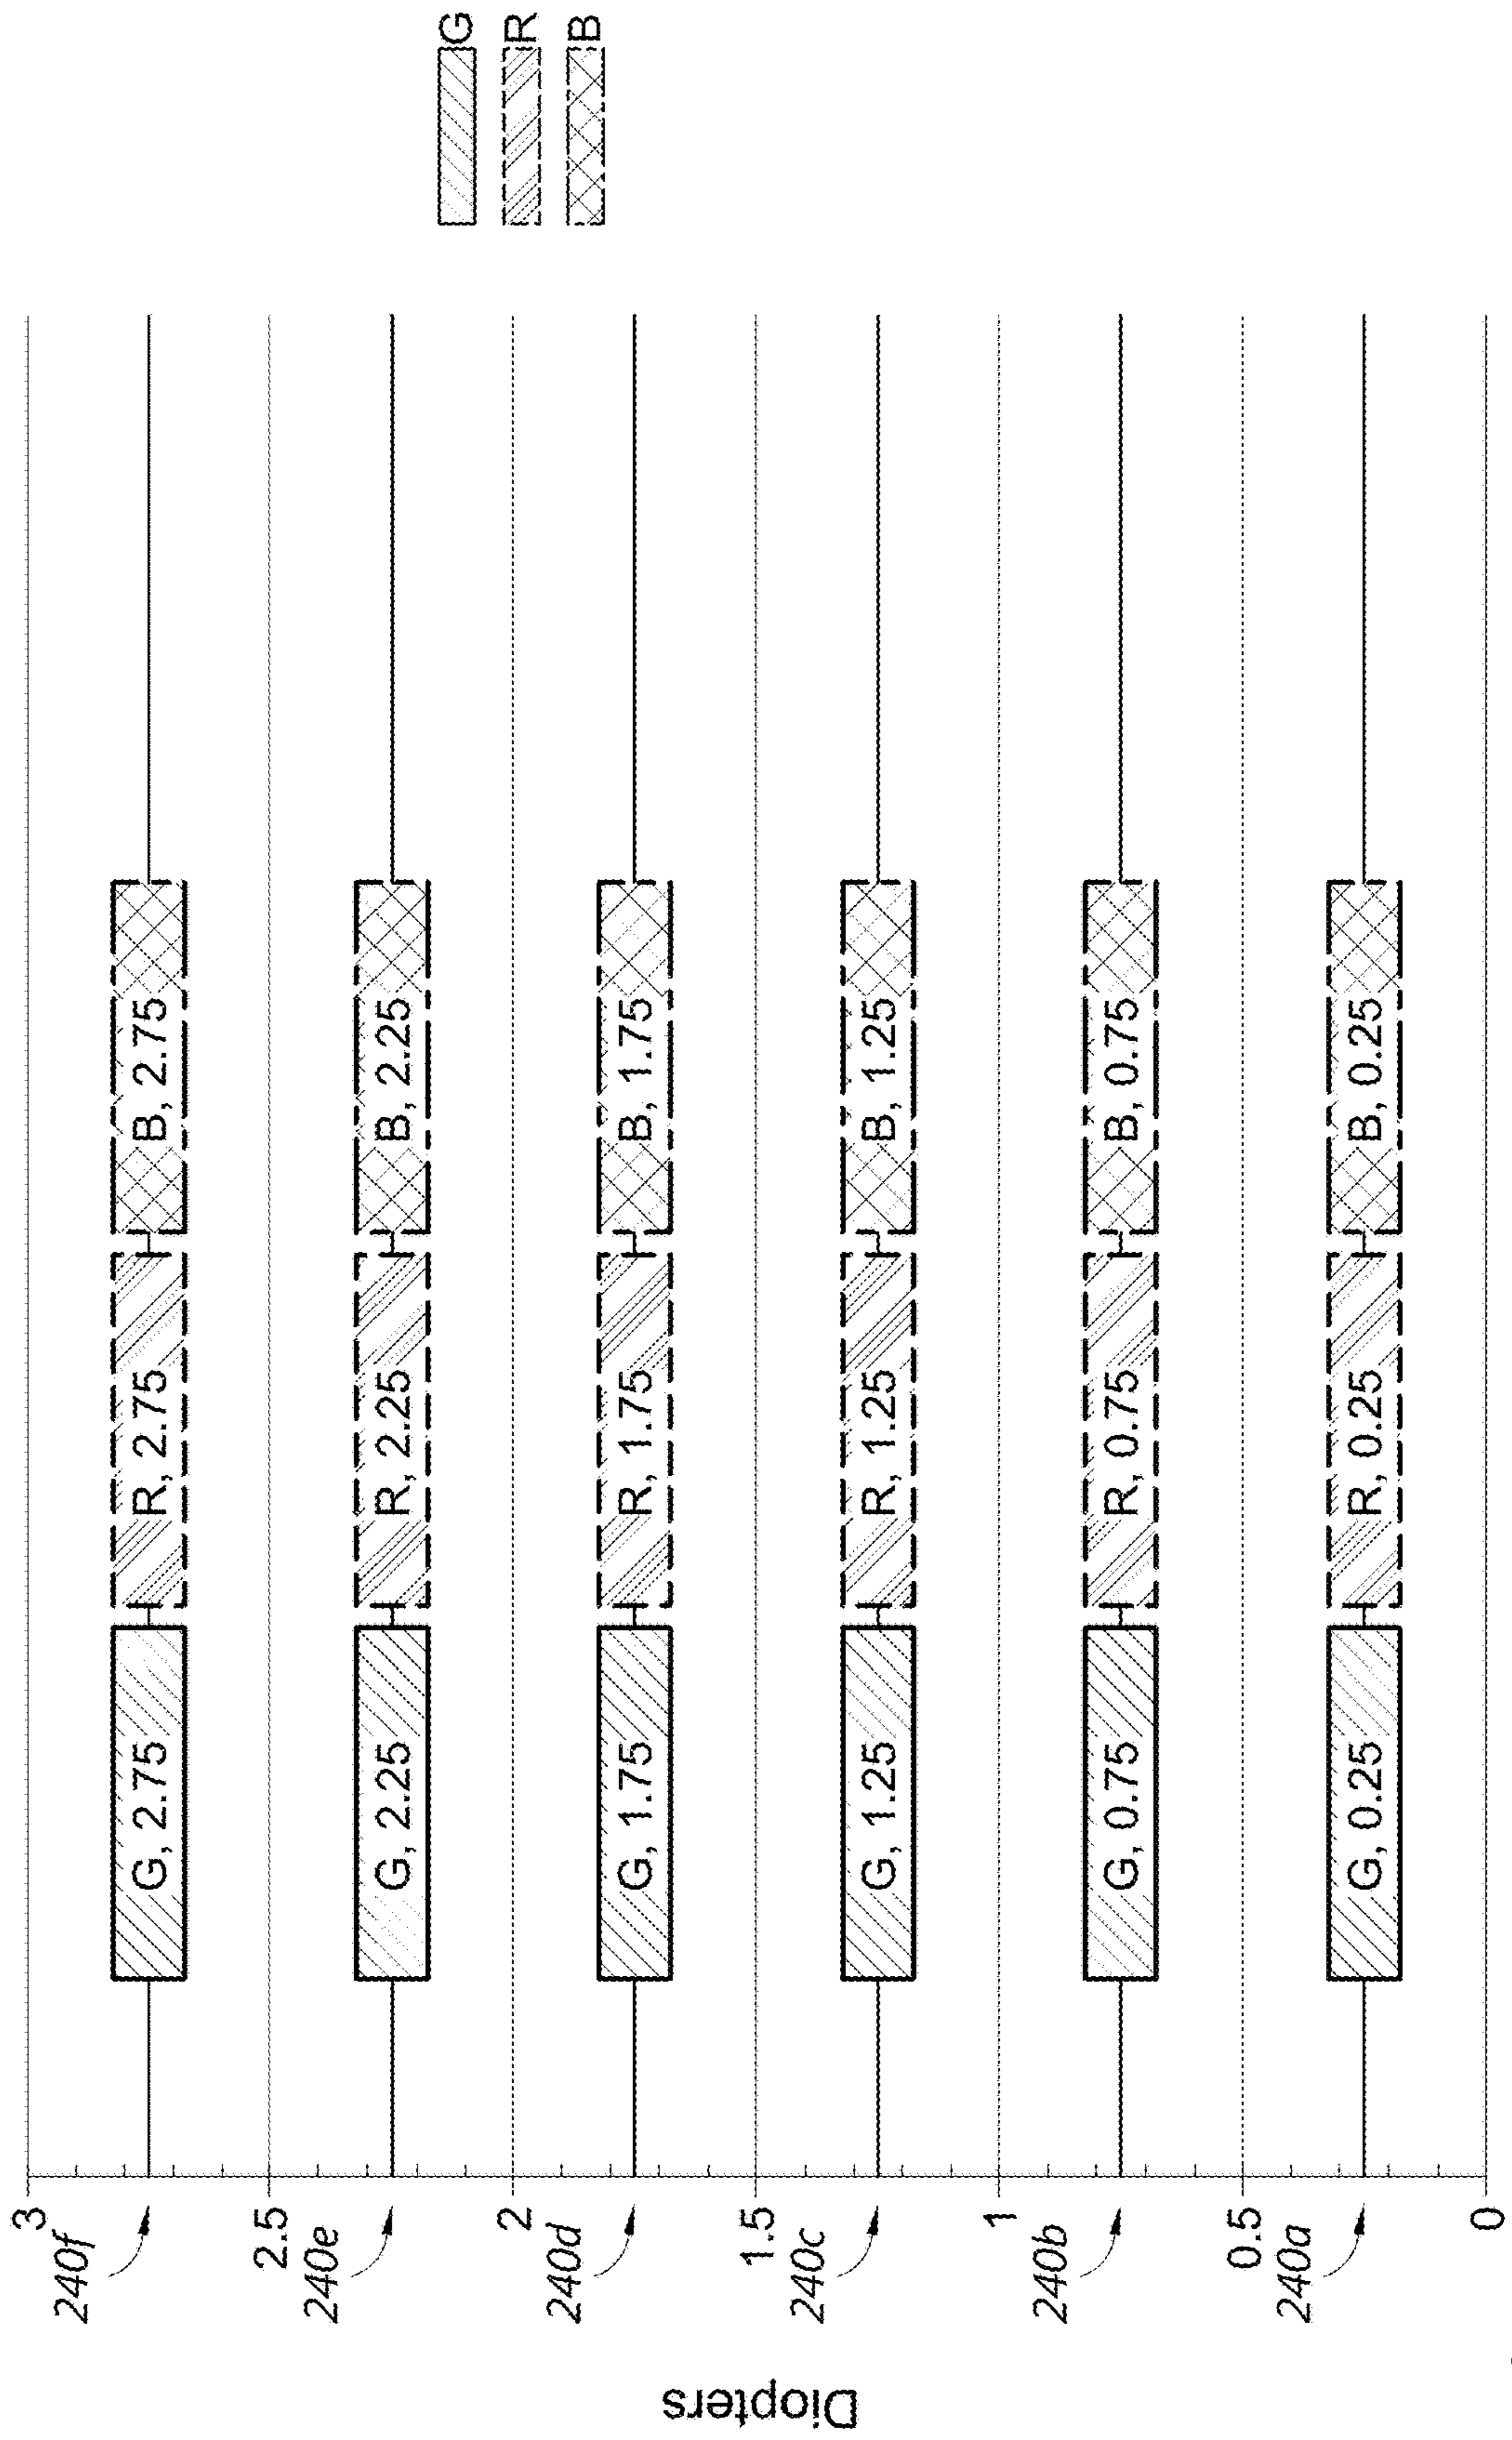 Diopters
3
240f
G, 2.75
R, 2.75
B, 2.75
2.5
240e
G, 2.25
R, 2.25
B, 2.25
2
240d
G, 1.75
R, 1.75
B, 1.75
1.5
240c
G, 1.25
R, 1.25
B, 1.25
1
240b
G, 0.75
R, 0.75
B, 0.75
0.5
240a
G, 0.25
R, 0.25
B, 0.25
0
G
R
B